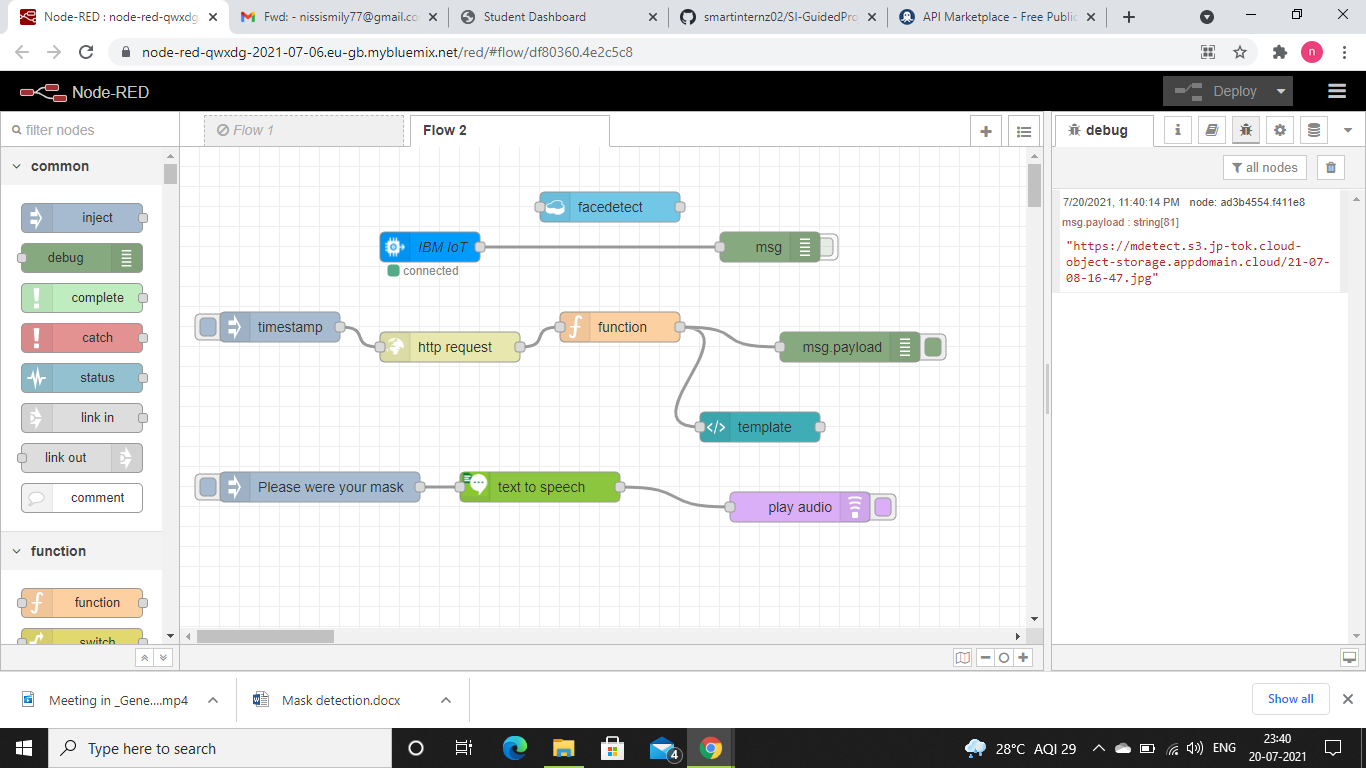 Node-RED : node-red-qwxdg
Fwd: - nissismily77@gmail.co
Student Dashboard
smartinternz02/SI-GuidedPro
API Marketplace - Free Public
node-red-qwxdg-2021-07-06.eu-gb.mybluemix.net/red/#flow/df80360.4e2c5c8
n
Node-RED
Deploy
filter nodes
Flow 1
Flow 2
debug
i
all nodes
common
inject
debug
complete
catch
status
link in
link out
comment
function
function
switch
facedetect
IBM IoT
connected
msg
timestamp
http request
function
msg.payload
template
Please were your mask
text to speech
play audio
7/20/2021, 11:40:14 PM node: ad3b4554.f411e8
msg.payload : string[81]
"https://mdetect.s3.jp-tok.cloud-
object-storage.appdomain.cloud/21-07-
08-16-47.jpg"
Meeting in _Gene....mp4
Mask detection.docx
Show all
Type here to search
4
28°C AQI 29
ENG
23:40
20-07-2021